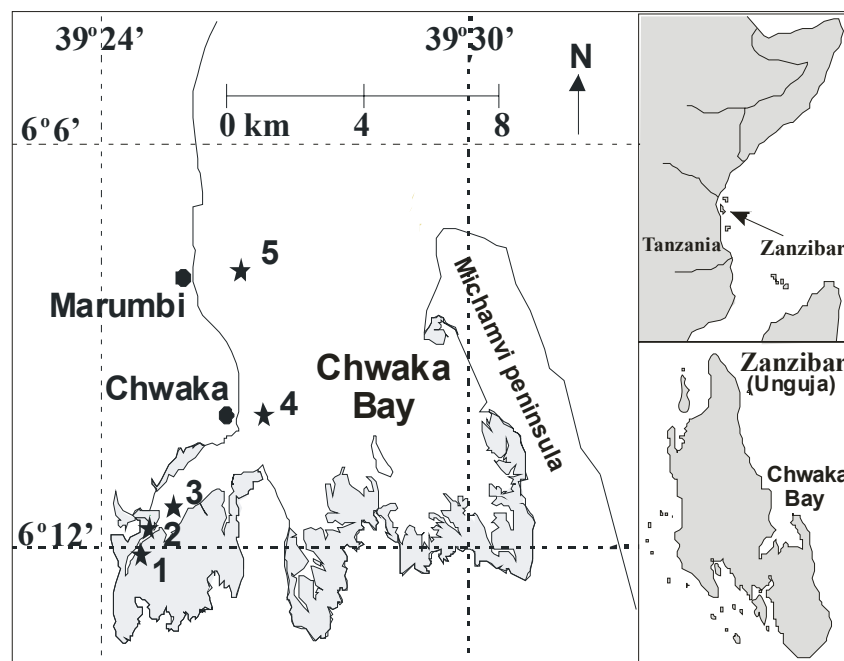 39º24’
39º30’
N
0 km 4 8
6º6’
5
Marumbi
Michamvi peninsula
Chwaka
4
Chwaka
Bay
3
2
6º12’
1
Tanzania
Zanzibar
Zanzibar
(Unguja)
Chwaka
Bay